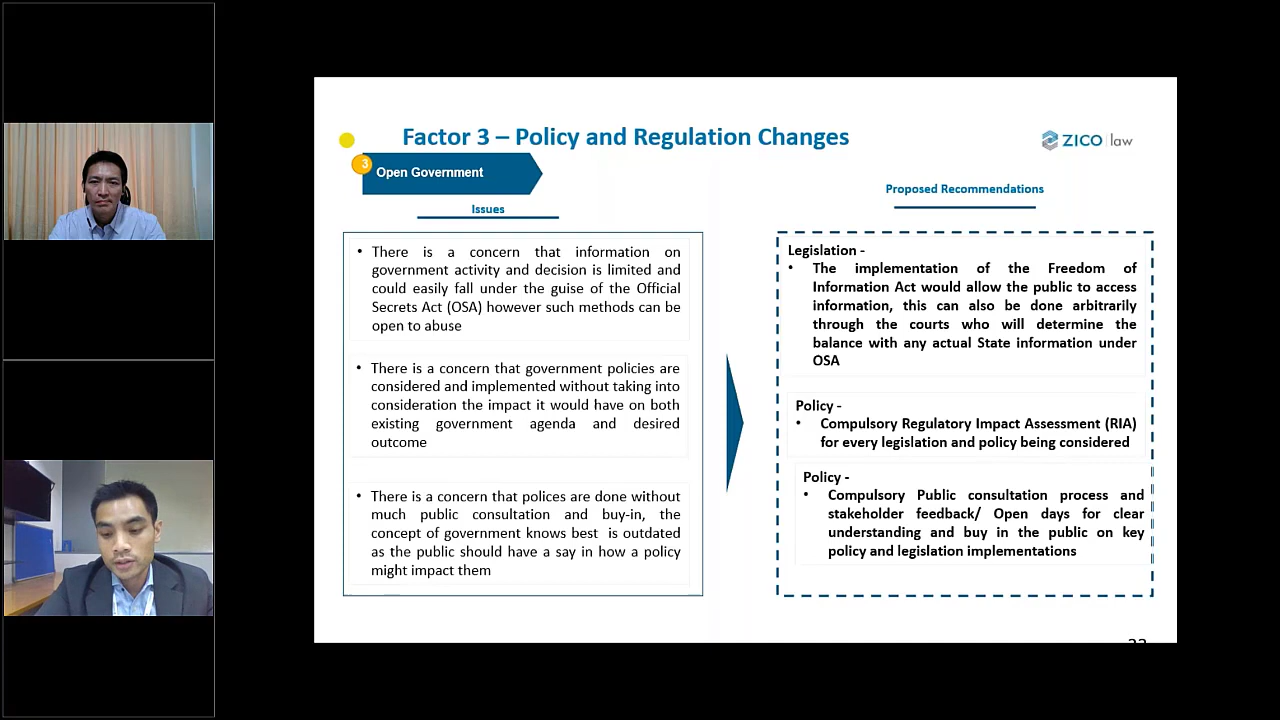 Factor 3 – Policy and Regulation Changes
ZICO law
3
Open Government
Issues
• There is a concern that information on
government activity and decision is limited and
could easily fall under the guise of the Official
Secrets Act (OSA) however such methods can be
open to abuse
• There is a concern that government policies are
considered and implemented without taking into
consideration the impact it would have on both
existing government agenda and desired
outcome
• There is a concern that polices are done without
much public consultation and buy-in, the
concept of government knows best is outdated
as the public should have a say in how a policy
might impact them
Proposed Recommendations
Legislation -
• The implementation of the Freedom of
Information Act would allow the public to access
information, this can also be done arbitrarily
through the courts who will determine the
balance with any actual State information under
OSA
Policy -
• Compulsory Regulatory Impact Assessment (RIA)
for every legislation and policy being considered
Policy -
• Compulsory Public consultation process and
stakeholder feedback/ Open days for clear
understanding and buy in the public on key
policy and legislation implementations